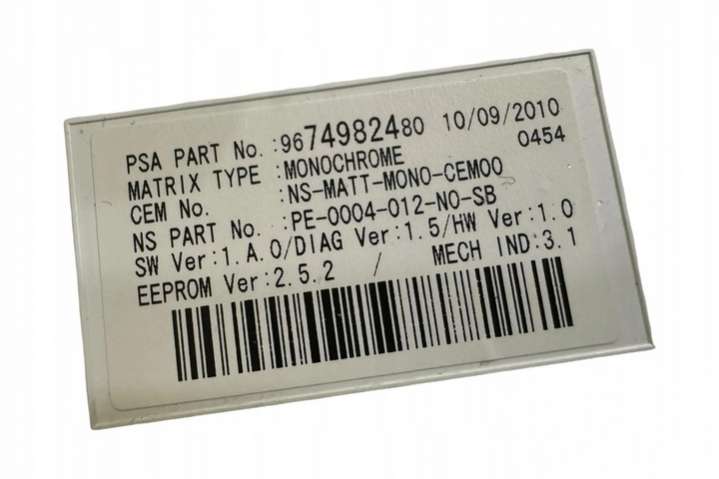 PSA PART No.:9674982480 10/09/2010
MATRIX TYPE :MONOCHROME 0454
CEM No. :NS-MATT-MONO-CEM00
NS PART No. :PE-0004-012-NO-SB
SW Ver:1.A.0/DIAG Ver:1.5/HW Ver:1.0
EEPROM Ver:2.5.2 / MECH IND:3.1